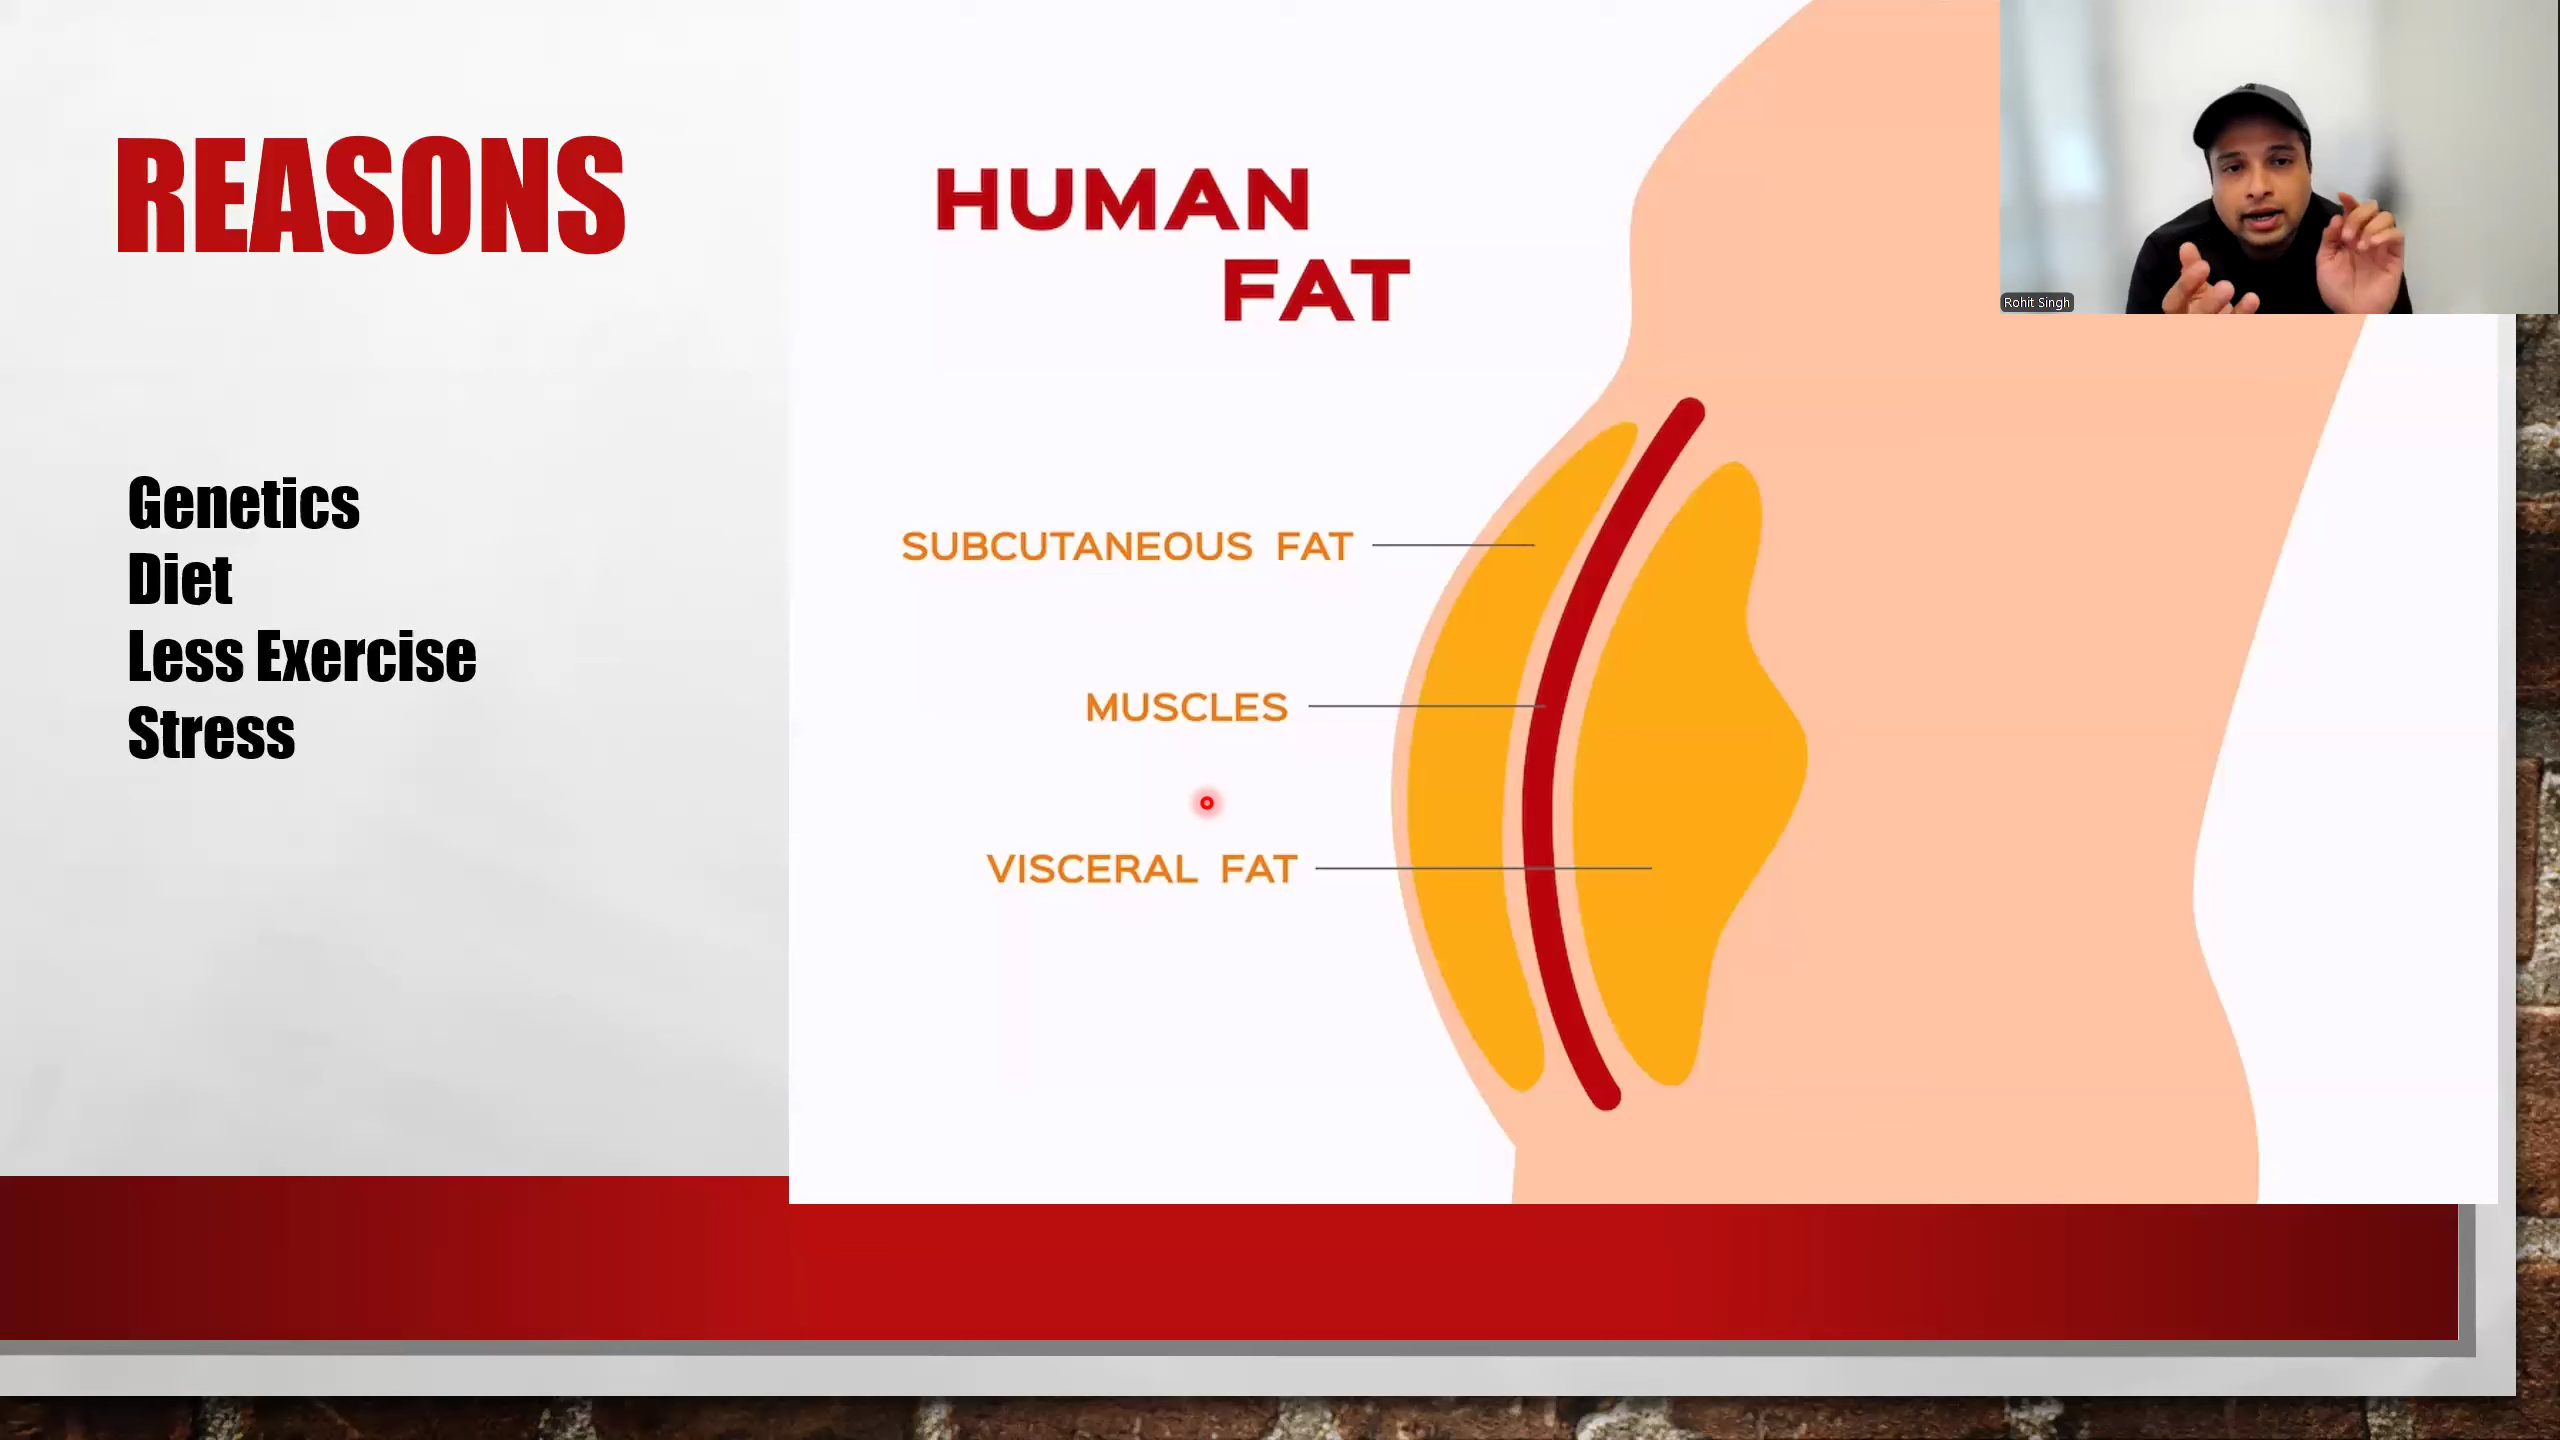 REASONS
Genetics
Diet
Less Exercise
Stress
HUMAN
FAT
SUBCUTANEOUS FAT
MUSCLES
VISCERAL FAT
Rohit Singh